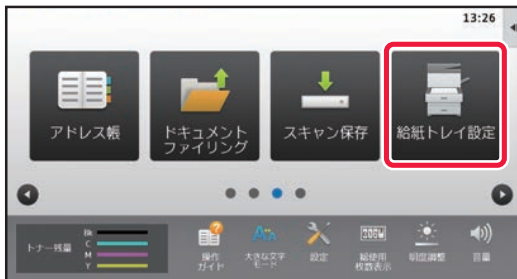 13:26
アドレス帳
ドキュメント
ファイリング
スキャン保存
給紙トレイ設定
トナー残量
Bk
C
M
Y
操作
ガイド
大きな文字
モード
設定
総使用
枚数表示
明度調整
音量